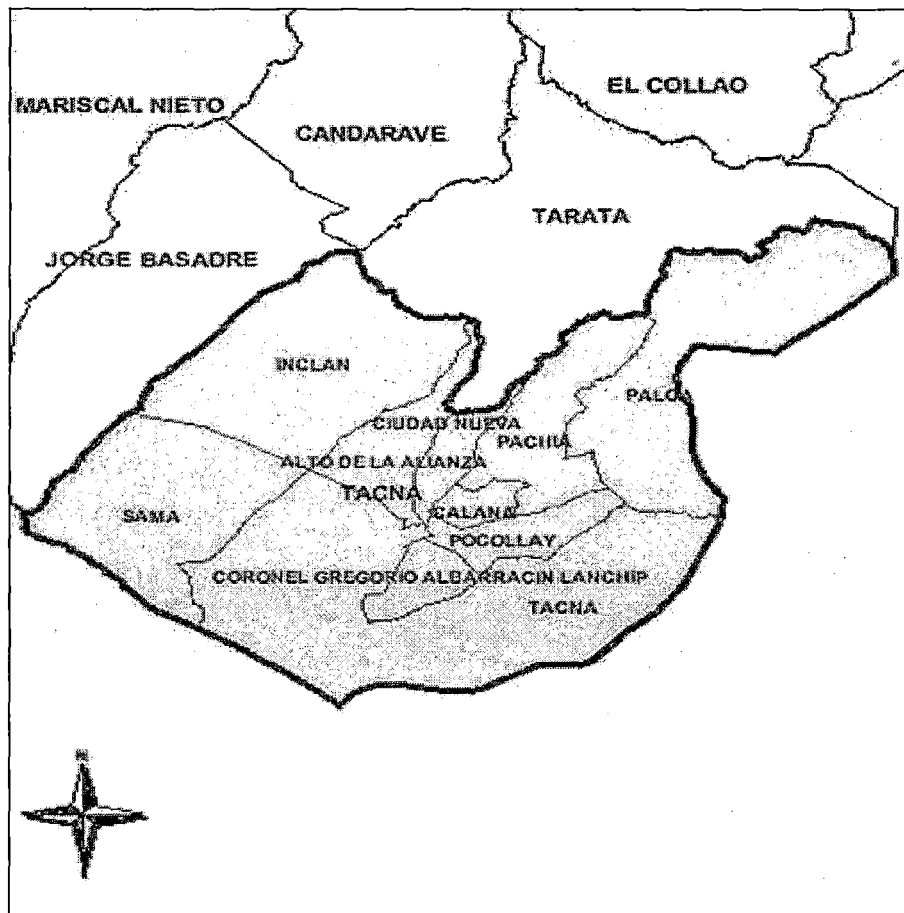 EL COLLAO
MARISCAL NIETO
CANDARAVE
TARATA
JORGE BASADRE
INCLAN
PALCA
CIUDAD NUEVA
PACHIA
ALTO DE LA ALIANZA
TACNA
CALANA
SAMA
POCOLLAY
CORONEL GREGORIO ALBARRACIN LANCHIP
TACNA
N